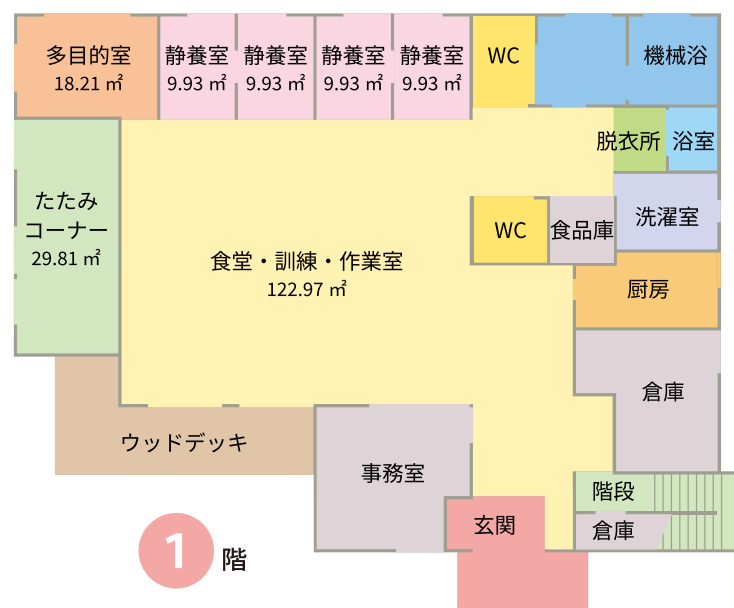 多目的室
18.21 ㎡
静養室
9.93 ㎡
静養室
9.93 ㎡
静養室
9.93 ㎡
静養室
9.93 ㎡
WC
機械浴
脱衣所
浴室
たたみ
コーナー
29.81 ㎡
洗濯室
WC
食品庫
食堂・訓練・作業室
122.97 ㎡
厨房
倉庫
ウッドデッキ
事務室
階段
玄関
倉庫
1階